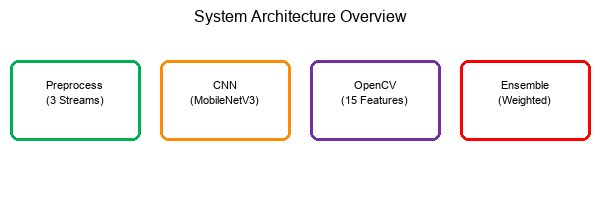 System Architecture Overview
Preprocess
(3 Streams)
CNN
(MobileNetV3)
OpenCV
(15 Features)
Ensemble
(Weighted)